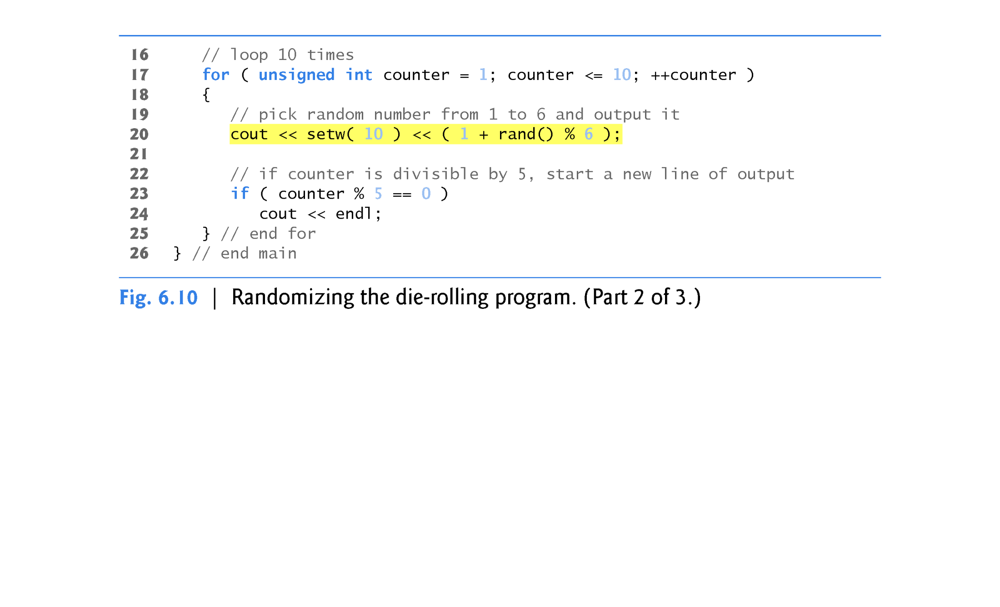 16 // loop 10 times
17 for ( unsigned int counter = 1; counter <= 10; ++counter )
18 {
19 // pick random number from 1 to 6 and output it
20 cout << setw( 10 ) << ( 1 + rand() % 6 );
21
22 // if counter is divisible by 5, start a new line of output
23 if ( counter % 5 == 0 )
24 cout << endl;
25 } // end for
26 } // end main
Fig. 6.10 | Randomizing the die-rolling program. (Part 2 of 3.)